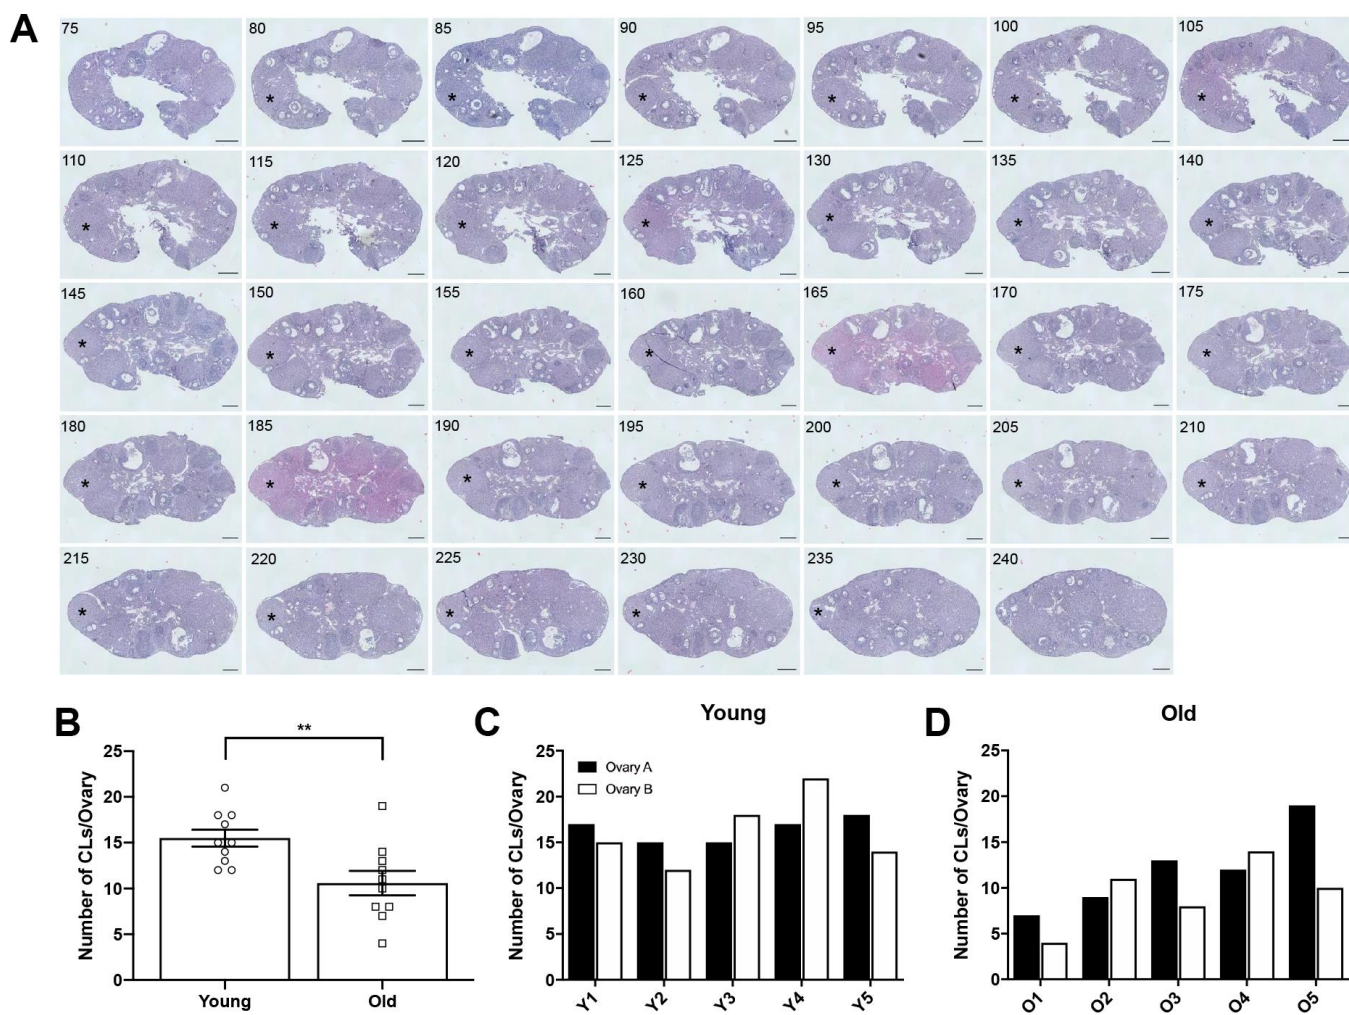 A
75 80 85 90 95 100 105
* * * * * *
110 115 120 125 130 135 140
* * * * * * *
145 150 155 160 165 170 175
* * * * * * *
180 185 190 195 200 205 210
* * * * * * *
215 220 225 230 235 240
* * * * *
B
**
Number of CLs/Ovary
25
20
15
10
5
0
Young Old
C
Young
Number of CLs/Ovary
25
20
15
10
5
0
Ovary A
Ovary B
Y1 Y2 Y3 Y4 Y5
D
Old
Number of CLs/Ovary
25
20
15
10
5
0
O1 O2 O3 O4 O5